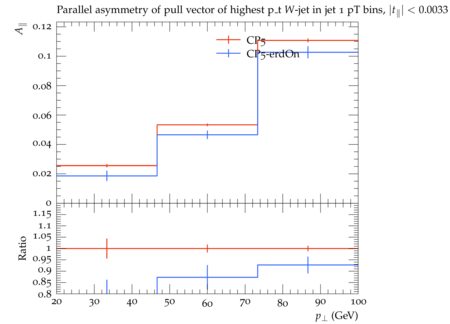 Parallel asymmetry of pull vector of highest p_t W-jet in jet 1 pT bins, |t∥| < 0.0033
A∥
0.12
0.1
0.08
0.06
0.04
0.02
0
CP5
CP5-erdOn
Ratio
1.15
1.1
1.05
1
0.95
0.9
0.85
0.8
20 30 40 50 60 70 80 90 100
p⊥ (GeV)